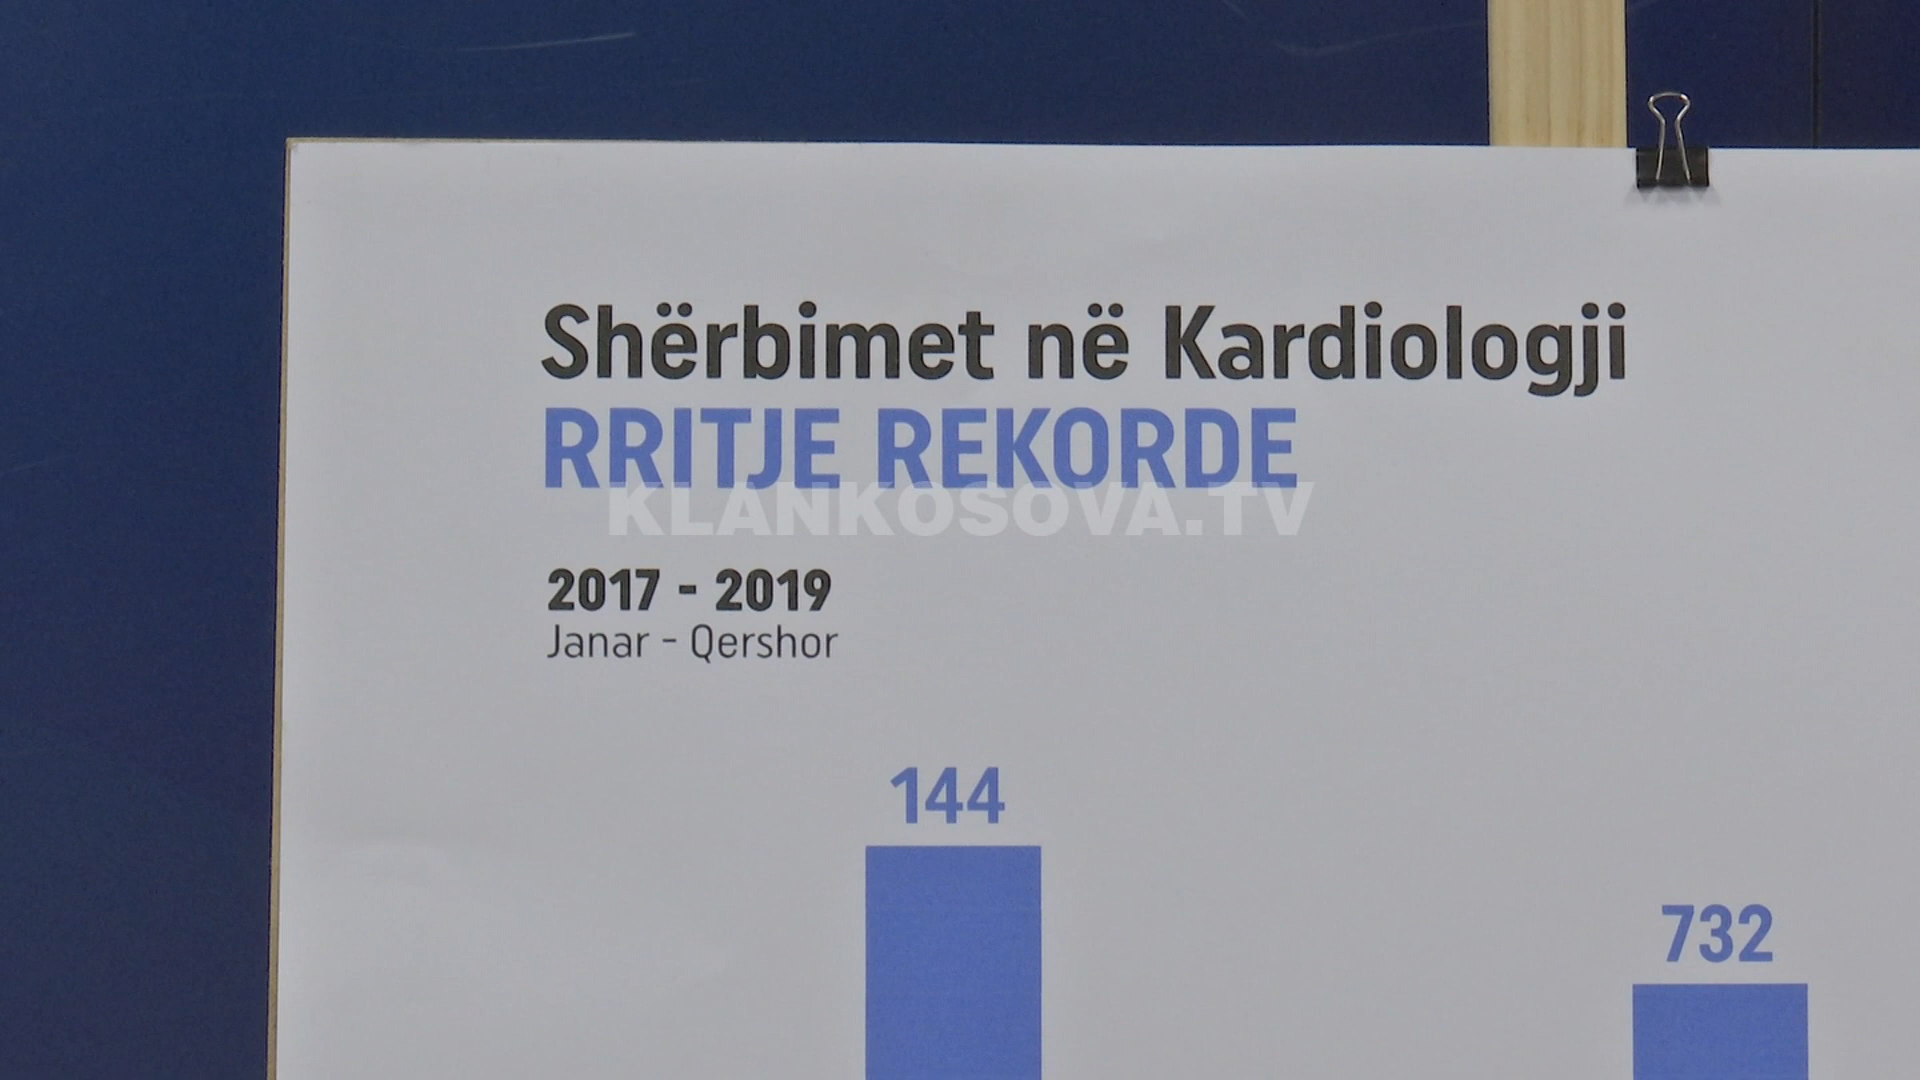 Shërbimet në Kardiologji
RRITJE REKORDE
KLANKOSOVA.TV
2017 - 2019
Janar - Qershor
144
732